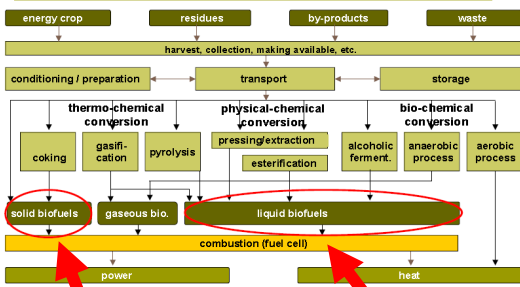 energy crop
residues
by-products
waste
harvest, collection, making available, etc.
conditioning / preparation
transport
storage
thermo-chemical
conversion
physical-chemical
conversion
bio-chemical
conversion
coking
gasifi-
cation
pyrolysis
pressing/extraction
esterification
alcoholic
ferment.
anaerobic
process
aerobic
process
solid biofuels
gaseous bio.
liquid biofuels
combustion (fuel cell)
power
heat